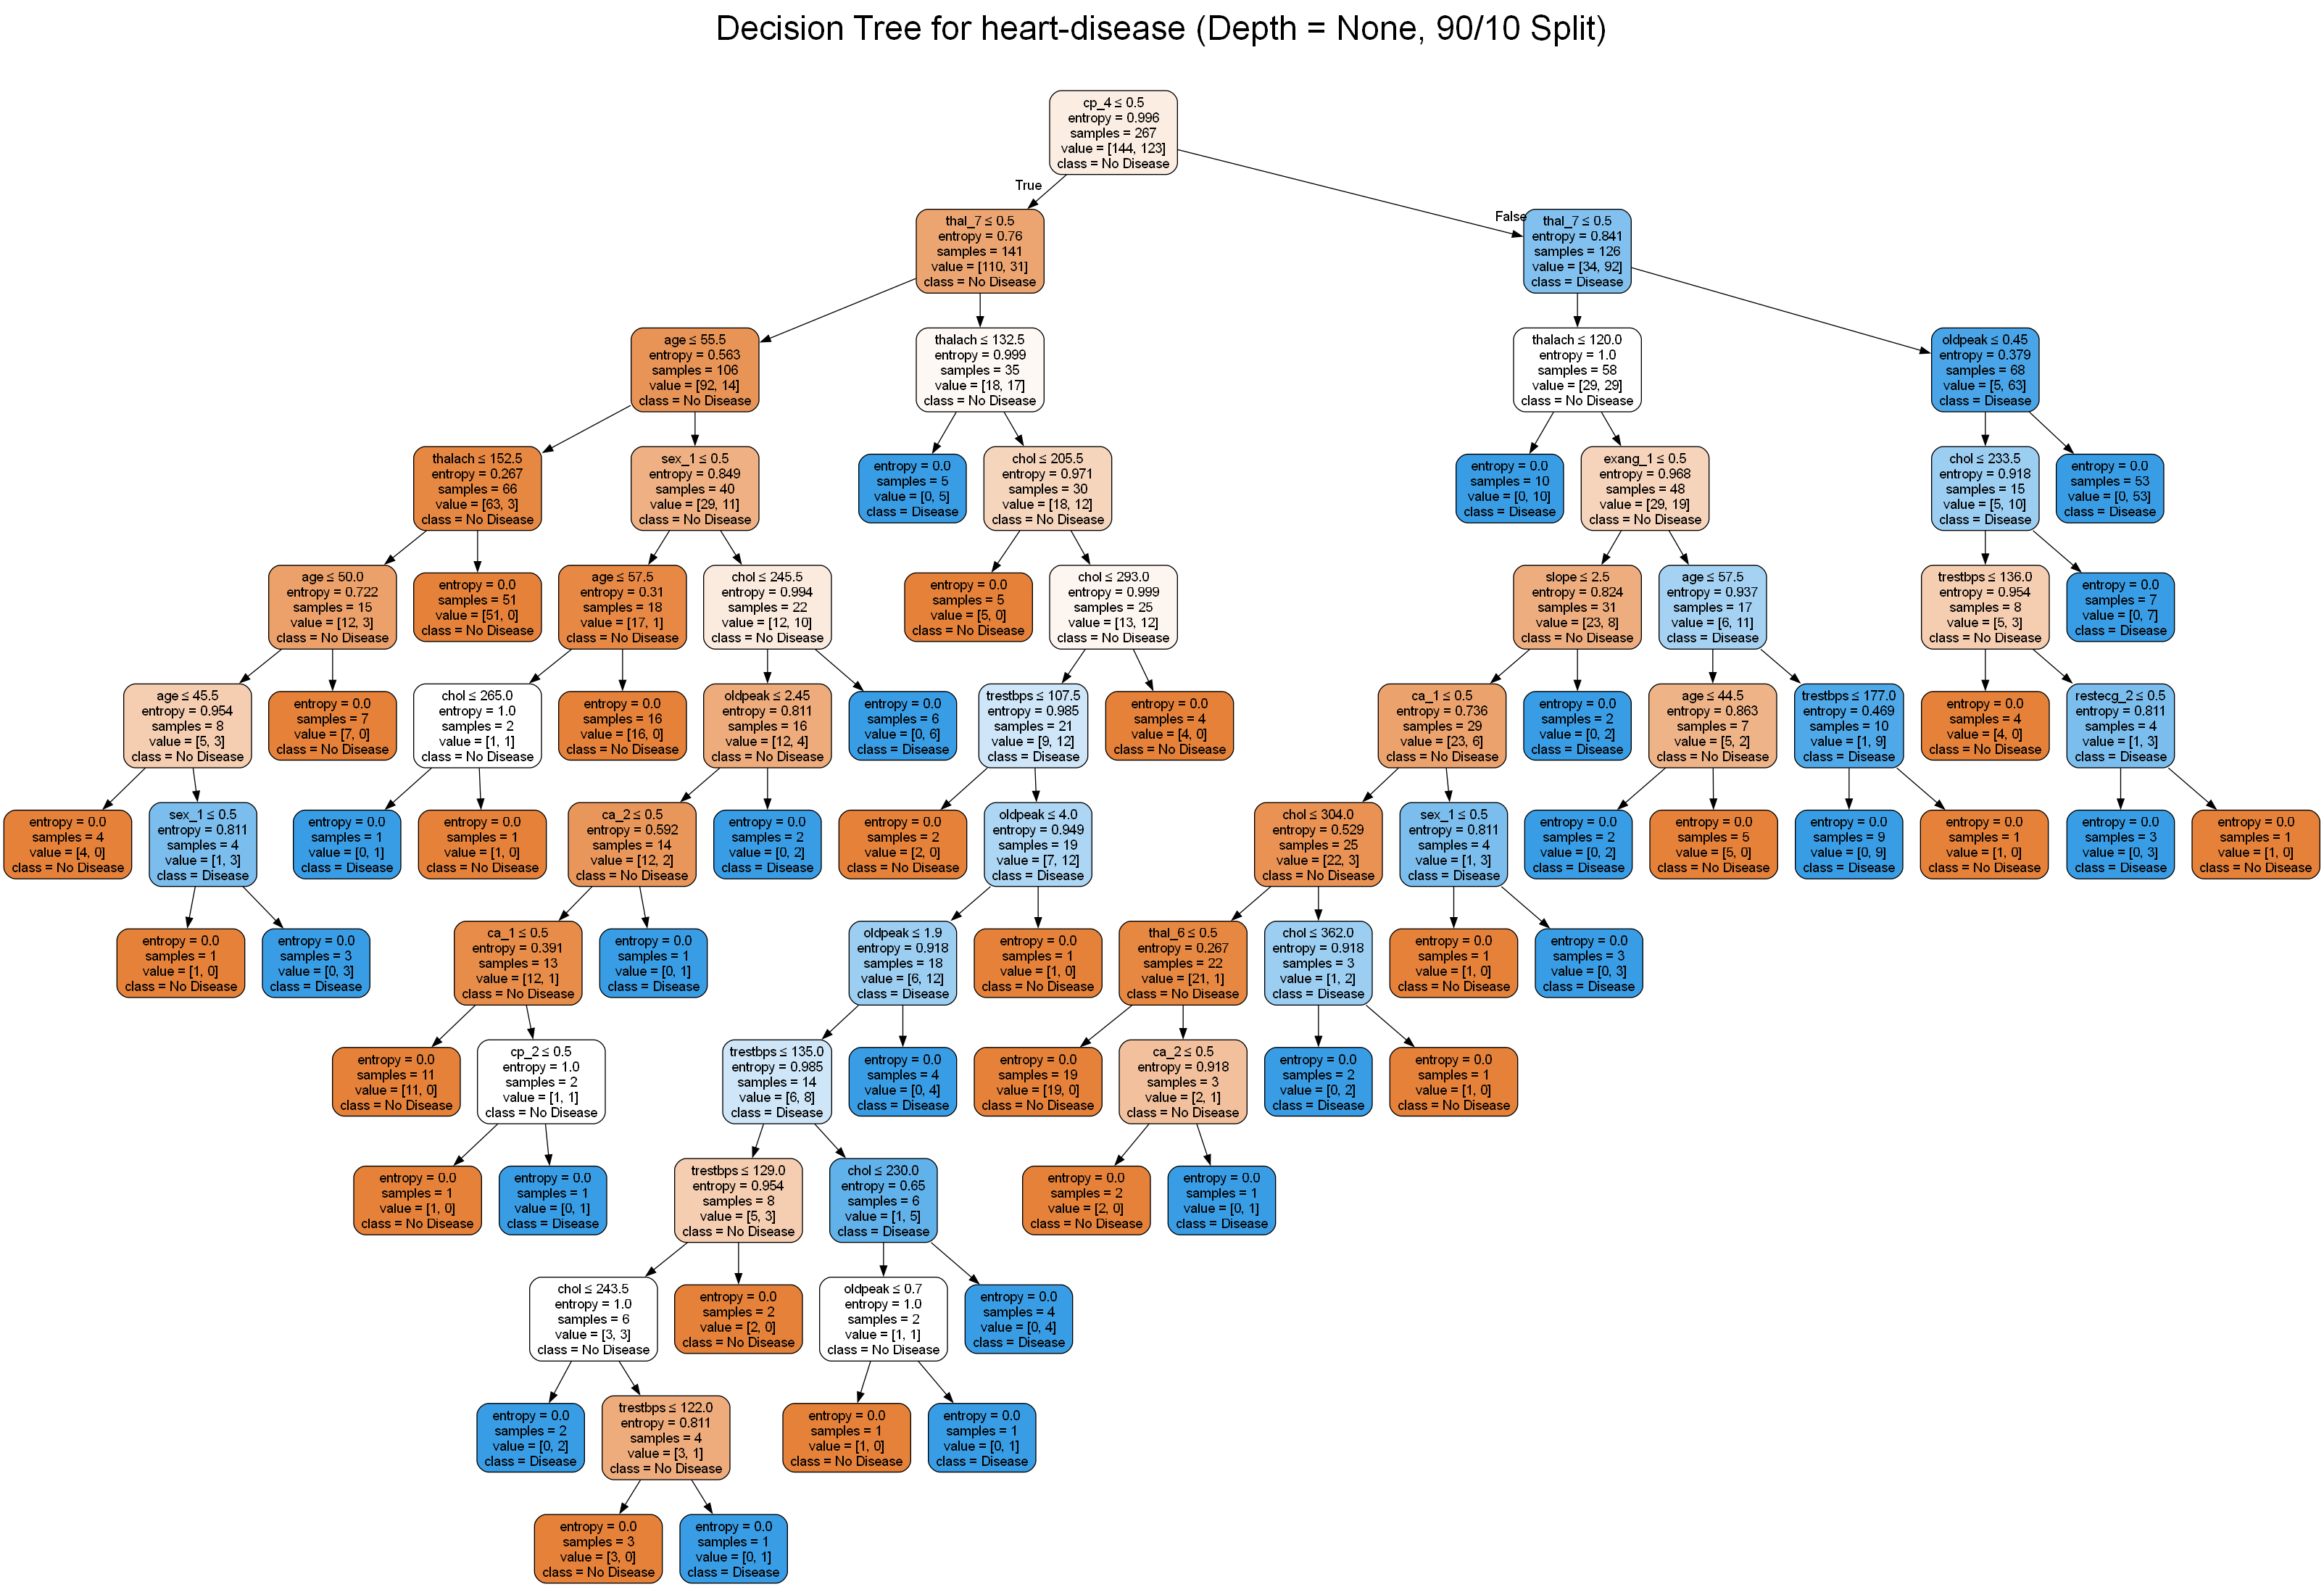 Decision Tree for heart-disease (Depth = None, 90/10 Split)
cp_4 ≤ 0.5
entropy = 0.996
samples = 267
value = [144, 123]
class = No Disease
True
False
thal_7 ≤ 0.5
entropy = 0.76
samples = 141
value = [110, 31]
class = No Disease
thal_7 ≤ 0.5
entropy = 0.841
samples = 126
value = [34, 92]
class = Disease
age ≤ 55.5
entropy = 0.563
samples = 106
value = [92, 14]
class = No Disease
thalach ≤ 132.5
entropy = 0.999
samples = 35
value = [18, 17]
class = No Disease
thalach ≤ 120.0
entropy = 1.0
samples = 58
value = [29, 29]
class = No Disease
oldpeak ≤ 0.45
entropy = 0.379
samples = 68
value = [5, 63]
class = Disease
thalach ≤ 152.5
entropy = 0.267
samples = 66
value = [63, 3]
class = No Disease
sex_1 ≤ 0.5
entropy = 0.849
samples = 40
value = [29, 11]
class = No Disease
entropy = 0.0
samples = 5
value = [0, 5]
class = Disease
chol ≤ 205.5
entropy = 0.971
samples = 30
value = [18, 12]
class = No Disease
entropy = 0.0
samples = 10
value = [0, 10]
class = Disease
exang_1 ≤ 0.5
entropy = 0.968
samples = 48
value = [29, 19]
class = No Disease
chol ≤ 233.5
entropy = 0.918
samples = 15
value = [5, 10]
class = Disease
entropy = 0.0
samples = 53
value = [0, 53]
class = Disease
age ≤ 50.0
entropy = 0.722
samples = 15
value = [12, 3]
class = No Disease
entropy = 0.0
samples = 51
value = [51, 0]
class = No Disease
age ≤ 57.5
entropy = 0.31
samples = 18
value = [17, 1]
class = No Disease
chol ≤ 245.5
entropy = 0.994
samples = 22
value = [12, 10]
class = No Disease
entropy = 0.0
samples = 5
value = [5, 0]
class = No Disease
chol ≤ 293.0
entropy = 0.999
samples = 25
value = [13, 12]
class = No Disease
slope ≤ 2.5
entropy = 0.824
samples = 31
value = [23, 8]
class = No Disease
age ≤ 57.5
entropy = 0.937
samples = 17
value = [6, 11]
class = Disease
trestbps ≤ 136.0
entropy = 0.954
samples = 8
value = [5, 3]
class = No Disease
entropy = 0.0
samples = 7
value = [0, 7]
class = Disease
age ≤ 45.5
entropy = 0.954
samples = 8
value = [5, 3]
class = No Disease
entropy = 0.0
samples = 7
value = [7, 0]
class = No Disease
chol ≤ 265.0
entropy = 1.0
samples = 2
value = [1, 1]
class = No Disease
entropy = 0.0
samples = 16
value = [16, 0]
class = No Disease
oldpeak ≤ 2.45
entropy = 0.811
samples = 16
value = [12, 4]
class = No Disease
entropy = 0.0
samples = 6
value = [0, 6]
class = Disease
trestbps ≤ 107.5
entropy = 0.985
samples = 21
value = [9, 12]
class = Disease
entropy = 0.0
samples = 4
value = [4, 0]
class = No Disease
ca_1 ≤ 0.5
entropy = 0.736
samples = 29
value = [23, 6]
class = No Disease
entropy = 0.0
samples = 2
value = [0, 2]
class = Disease
age ≤ 44.5
entropy = 0.863
samples = 7
value = [5, 2]
class = No Disease
trestbps ≤ 177.0
entropy = 0.469
samples = 10
value = [1, 9]
class = Disease
entropy = 0.0
samples = 4
value = [4, 0]
class = No Disease
restecg_2 ≤ 0.5
entropy = 0.811
samples = 4
value = [1, 3]
class = Disease
entropy = 0.0
samples = 4
value = [4, 0]
class = No Disease
sex_1 ≤ 0.5
entropy = 0.811
samples = 4
value = [1, 3]
class = Disease
entropy = 0.0
samples = 1
value = [0, 1]
class = Disease
entropy = 0.0
samples = 1
value = [1, 0]
class = No Disease
ca_2 ≤ 0.5
entropy = 0.592
samples = 14
value = [12, 2]
class = No Disease
entropy = 0.0
samples = 2
value = [0, 2]
class = Disease
entropy = 0.0
samples = 2
value = [2, 0]
class = No Disease
oldpeak ≤ 4.0
entropy = 0.949
samples = 19
value = [7, 12]
class = Disease
chol ≤ 304.0
entropy = 0.529
samples = 25
value = [22, 3]
class = No Disease
sex_1 ≤ 0.5
entropy = 0.811
samples = 4
value = [1, 3]
class = Disease
entropy = 0.0
samples = 2
value = [0, 2]
class = Disease
entropy = 0.0
samples = 5
value = [5, 0]
class = No Disease
entropy = 0.0
samples = 9
value = [0, 9]
class = Disease
entropy = 0.0
samples = 1
value = [1, 0]
class = No Disease
entropy = 0.0
samples = 3
value = [0, 3]
class = Disease
entropy = 0.0
samples = 1
value = [1, 0]
class = No Disease
entropy = 0.0
samples = 1
value = [1, 0]
class = No Disease
entropy = 0.0
samples = 3
value = [0, 3]
class = Disease
ca_1 ≤ 0.5
entropy = 0.391
samples = 13
value = [12, 1]
class = No Disease
entropy = 0.0
samples = 1
value = [0, 1]
class = Disease
oldpeak ≤ 1.9
entropy = 0.918
samples = 18
value = [6, 12]
class = Disease
entropy = 0.0
samples = 1
value = [1, 0]
class = No Disease
thal_6 ≤ 0.5
entropy = 0.267
samples = 22
value = [21, 1]
class = No Disease
chol ≤ 362.0
entropy = 0.918
samples = 3
value = [1, 2]
class = Disease
entropy = 0.0
samples = 1
value = [1, 0]
class = No Disease
entropy = 0.0
samples = 3
value = [0, 3]
class = Disease
entropy = 0.0
samples = 11
value = [11, 0]
class = No Disease
cp_2 ≤ 0.5
entropy = 1.0
samples = 2
value = [1, 1]
class = No Disease
trestbps ≤ 135.0
entropy = 0.985
samples = 14
value = [6, 8]
class = Disease
entropy = 0.0
samples = 4
value = [0, 4]
class = Disease
entropy = 0.0
samples = 19
value = [19, 0]
class = No Disease
ca_2 ≤ 0.5
entropy = 0.918
samples = 3
value = [2, 1]
class = No Disease
entropy = 0.0
samples = 2
value = [0, 2]
class = Disease
entropy = 0.0
samples = 1
value = [1, 0]
class = No Disease
entropy = 0.0
samples = 1
value = [1, 0]
class = No Disease
entropy = 0.0
samples = 1
value = [0, 1]
class = Disease
trestbps ≤ 129.0
entropy = 0.954
samples = 8
value = [5, 3]
class = No Disease
chol ≤ 230.0
entropy = 0.65
samples = 6
value = [1, 5]
class = Disease
entropy = 0.0
samples = 2
value = [2, 0]
class = No Disease
entropy = 0.0
samples = 1
value = [0, 1]
class = Disease
chol ≤ 243.5
entropy = 1.0
samples = 6
value = [3, 3]
class = No Disease
entropy = 0.0
samples = 2
value = [2, 0]
class = No Disease
oldpeak ≤ 0.7
entropy = 1.0
samples = 2
value = [1, 1]
class = No Disease
entropy = 0.0
samples = 4
value = [0, 4]
class = Disease
entropy = 0.0
samples = 2
value = [0, 2]
class = Disease
trestbps ≤ 122.0
entropy = 0.811
samples = 4
value = [3, 1]
class = No Disease
entropy = 0.0
samples = 1
value = [1, 0]
class = No Disease
entropy = 0.0
samples = 1
value = [0, 1]
class = Disease
entropy = 0.0
samples = 3
value = [3, 0]
class = No Disease
entropy = 0.0
samples = 1
value = [0, 1]
class = Disease